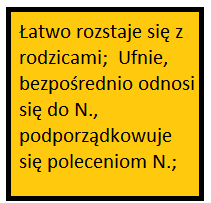 Łatwo rozstaje się z
rodzicami;  Ufnie,
bezpośrednio odnosi
się do N.,
podporządkowuje
się poleceniom N.;